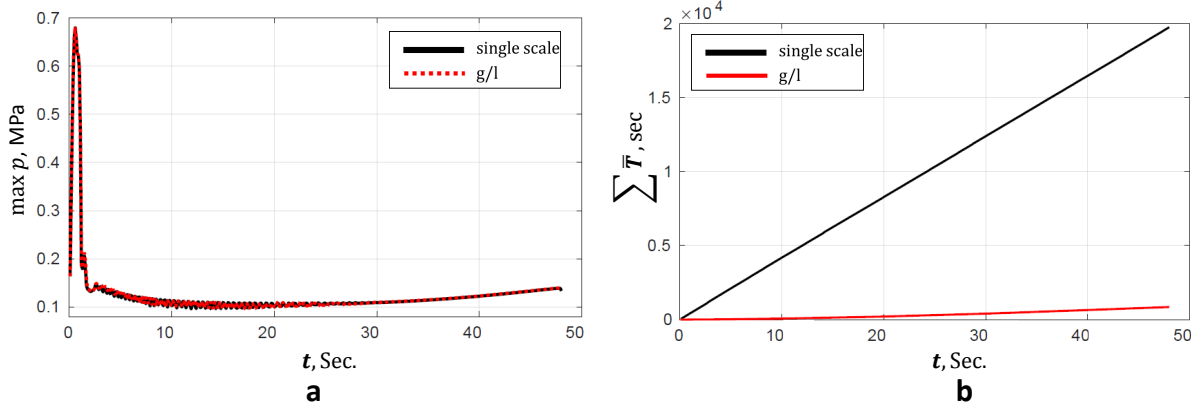 0.7
0.6
0.5
0.4
0.3
0.2
0.1
max p, MPa
single scale
g/l
0 10 20 30 40 50
t, Sec.
a
×10⁴
2
1.5
1
0.5
0
∑ T̅, sec
single scale
g/l
0 10 20 30 40 50
t, Sec.
b